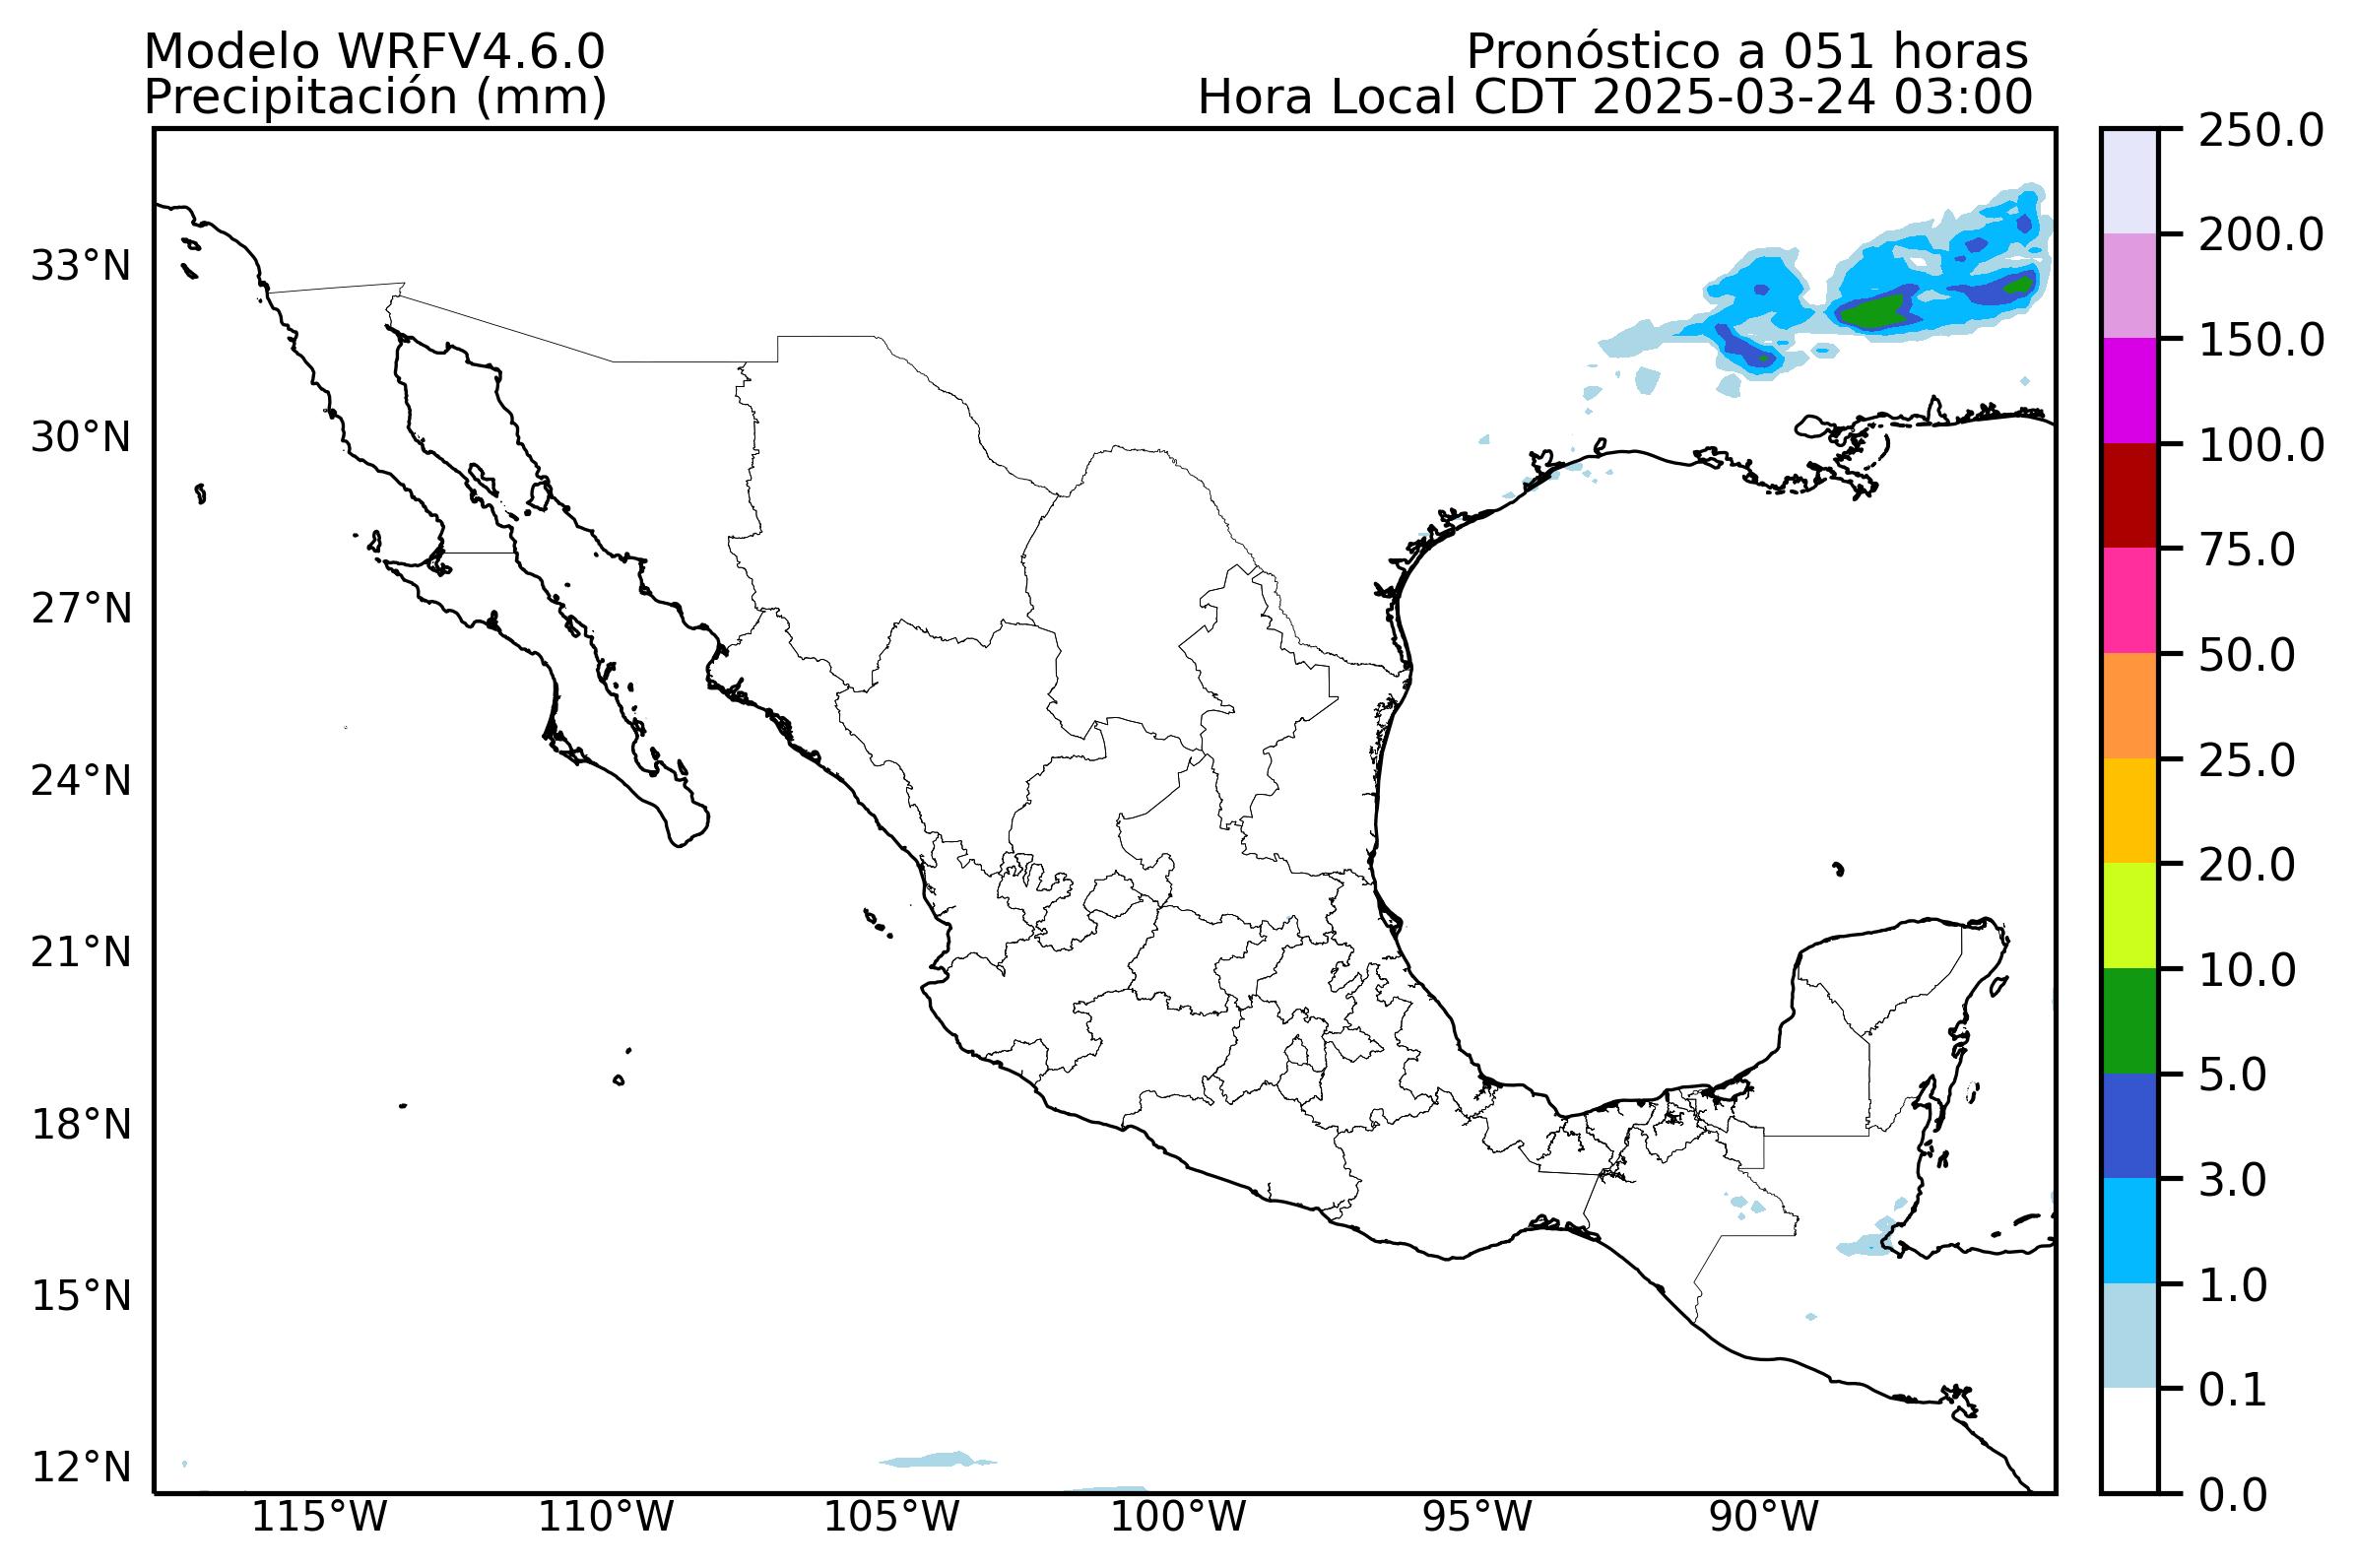 Modelo WRFV4.6.0
Precipitación (mm)
Pronóstico a 051 horas
Hora Local CDT 2025-03-24 03:00
33°N
30°N
27°N
24°N
21°N
18°N
15°N
12°N
115°W
110°W
105°W
100°W
95°W
90°W
250.0
200.0
150.0
100.0
75.0
50.0
25.0
20.0
10.0
5.0
3.0
1.0
0.1
0.0